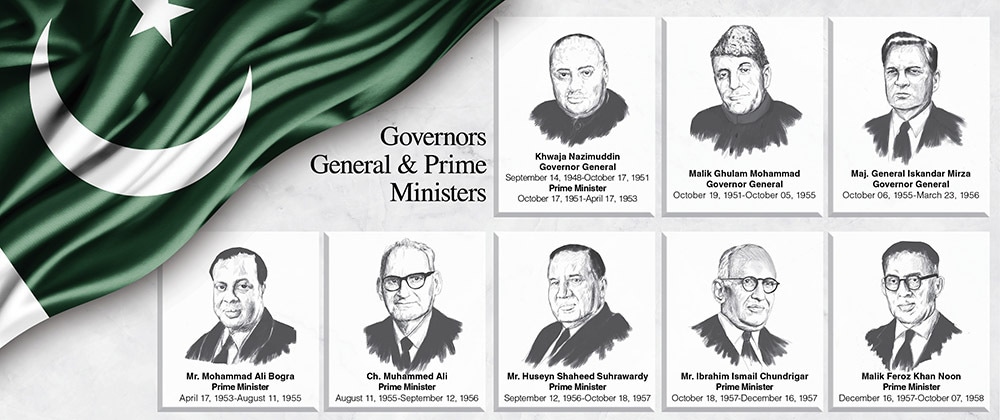 Governors
General & Prime
Ministers
Khwaja Nazimuddin
Governor General
September 14, 1948-October 17, 1951
Prime Minister
October 17, 1951-April 17, 1953
Malik Ghulam Mohammad
Governor General
October 19, 1951-October 05, 1955
Maj. General Iskandar Mirza
Governor General
October 06, 1955-March 23, 1956
Mr. Mohammad Ali Bogra
Prime Minister
April 17, 1953-August 11, 1955
Ch. Muhammed Ali
Prime Minister
August 11, 1955-September 12, 1956
Mr. Huseyn Shaheed Suhrawardy
Prime Minister
September 12, 1956-October 18, 1957
Mr. Ibrahim Ismail Chundrigar
Prime Minister
October 18, 1957-December 16, 1957
Malik Feroz Khan Noon
Prime Minister
December 16, 1957-October 07, 1958